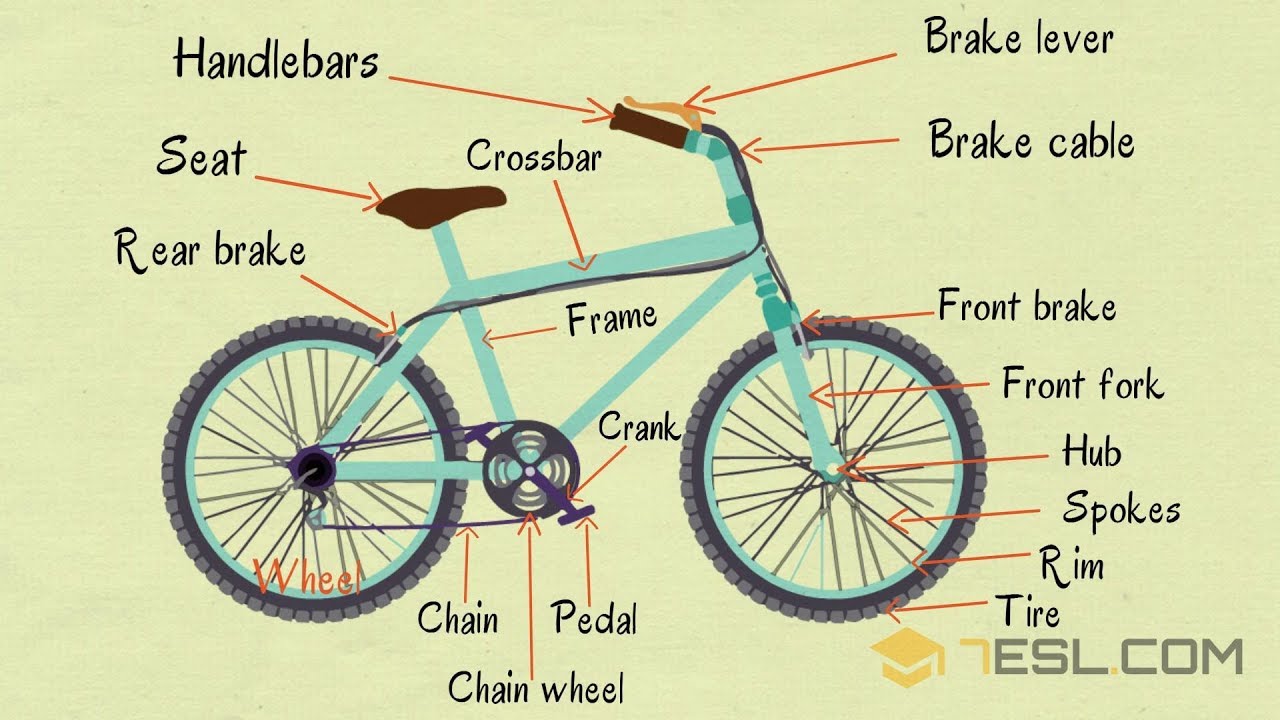 Handlebars
Brake lever
Seat
Crossbar
Brake cable
Rear brake
Frame
Front brake
Front fork
Crank
Hub
Spokes
Rim
Wheel
Chain
Pedal
Tire
7ESL.COM
Chain wheel